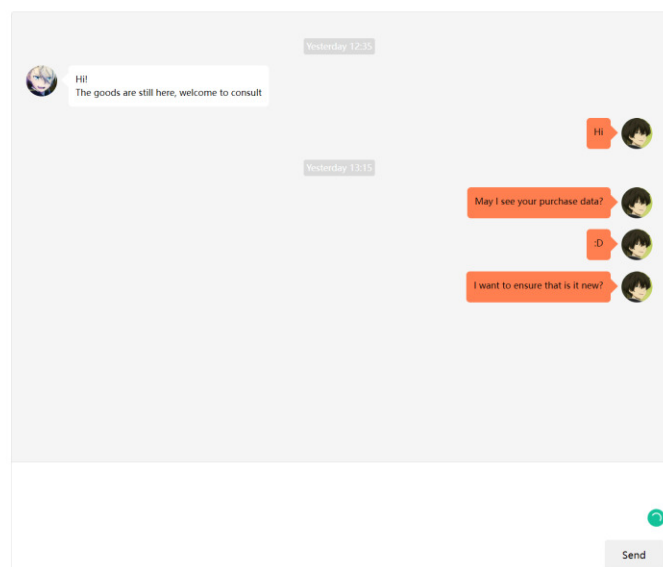 Yesterday 12:35
Hi!
The goods are still here, welcome to consult
Hi
Yesterday 13:15
May I see your purchase data?
:D
I want to ensure that is it new?
Send